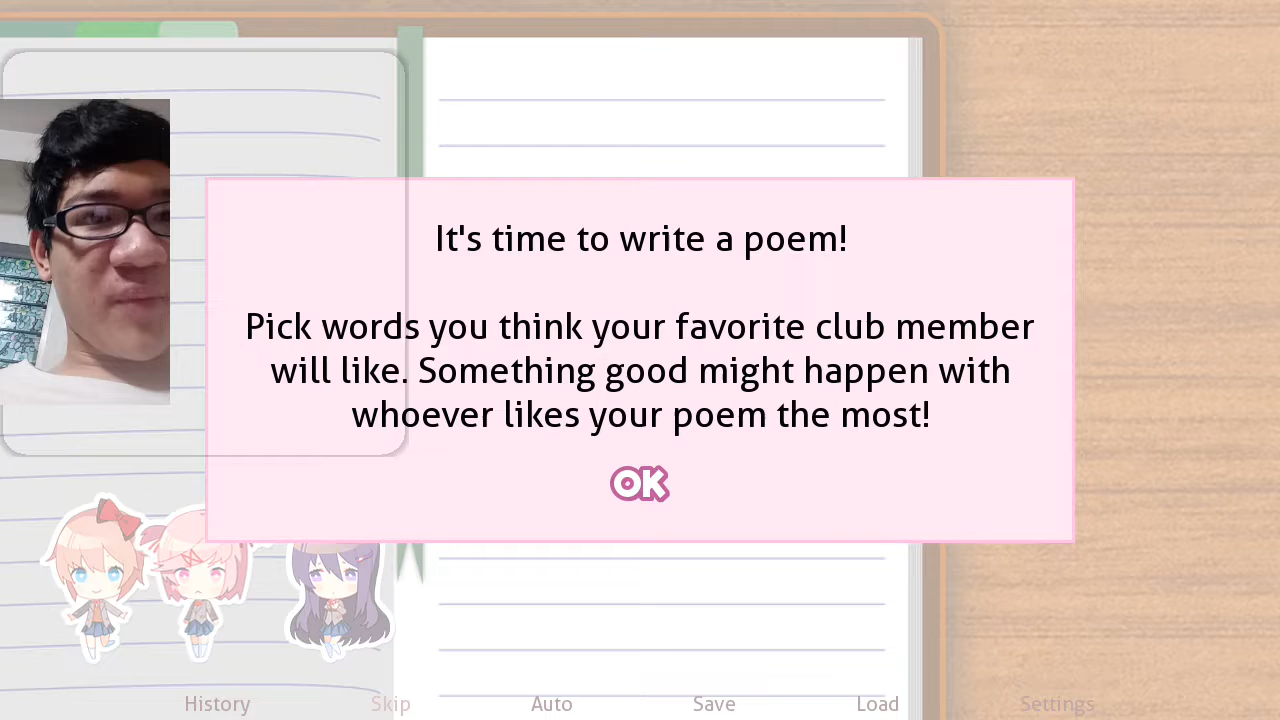 It's time to write a poem!
Pick words you think your favorite club member
will like. Something good might happen with
whoever likes your poem the most!
OK
History
Skip
Auto
Save
Load
Settings